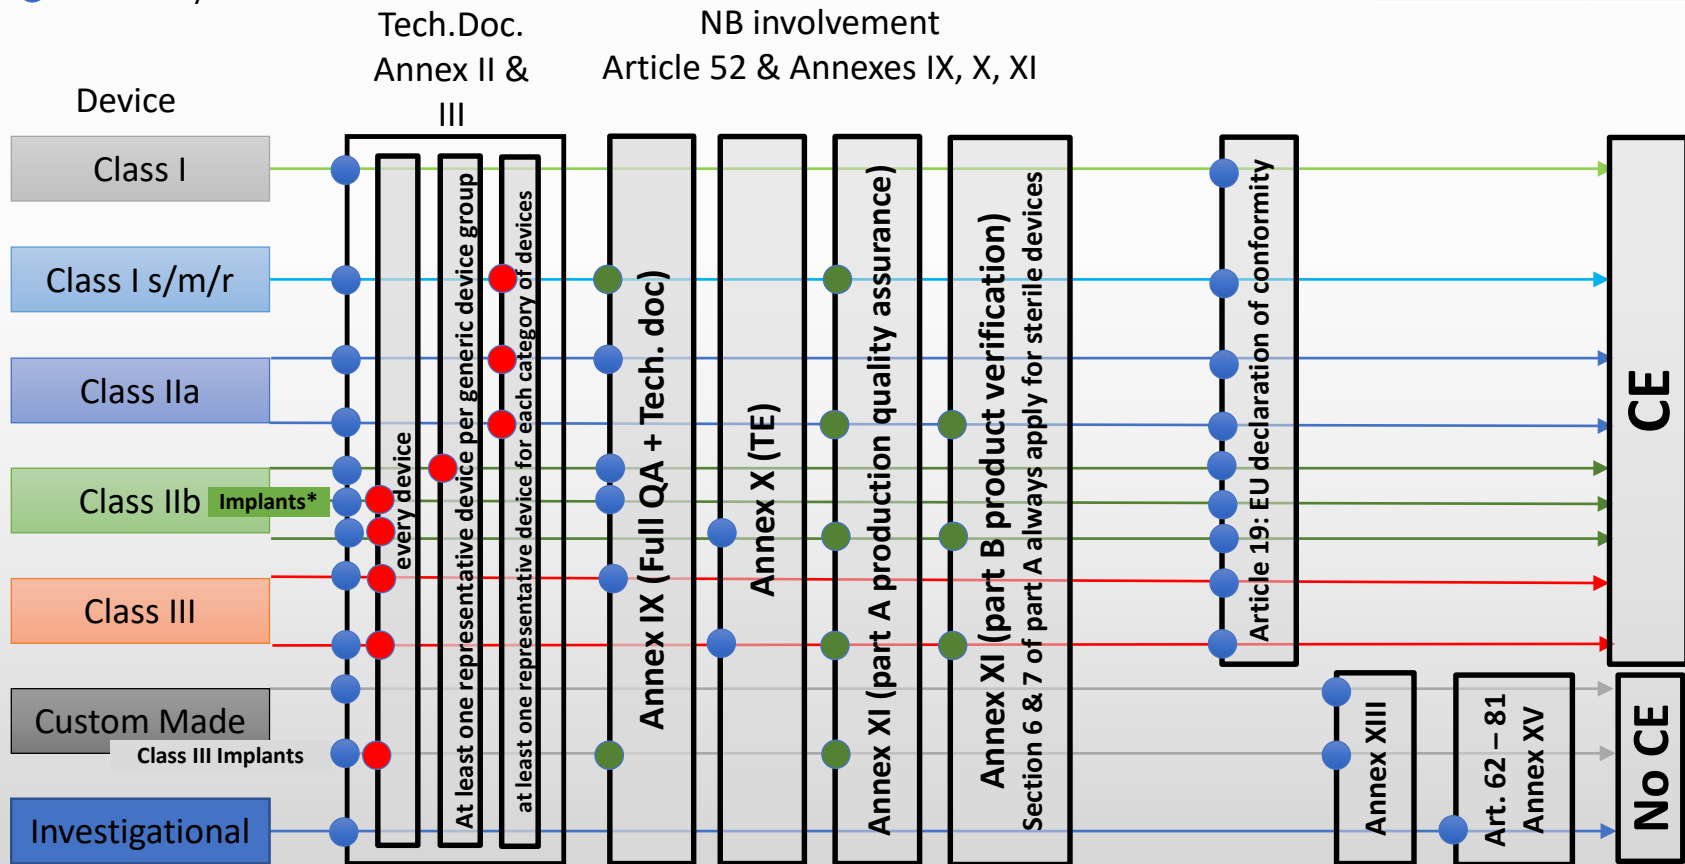 Tech.Doc.
Annex II &
III
NB involvement
Article 52 & Annexes IX, X, XI
Device
Class I
Class I s/m/r
Class IIa
Class IIb
Implants*
Class III
Custom Made
Class III Implants
Investigational
every device
At least one representative device per generic device group
at least one representative device for each category of devices
Annex IX (Full QA + Tech. doc)
Annex X (TE)
Annex XI (part A production quality assurance)
Annex XI (part B product verification)
Section 6 & 7 of part A always apply for sterile devices
Article 19: EU declaration of conformity
Annex XIII
Art. 62 – 81
Annex XV
CE
No CE